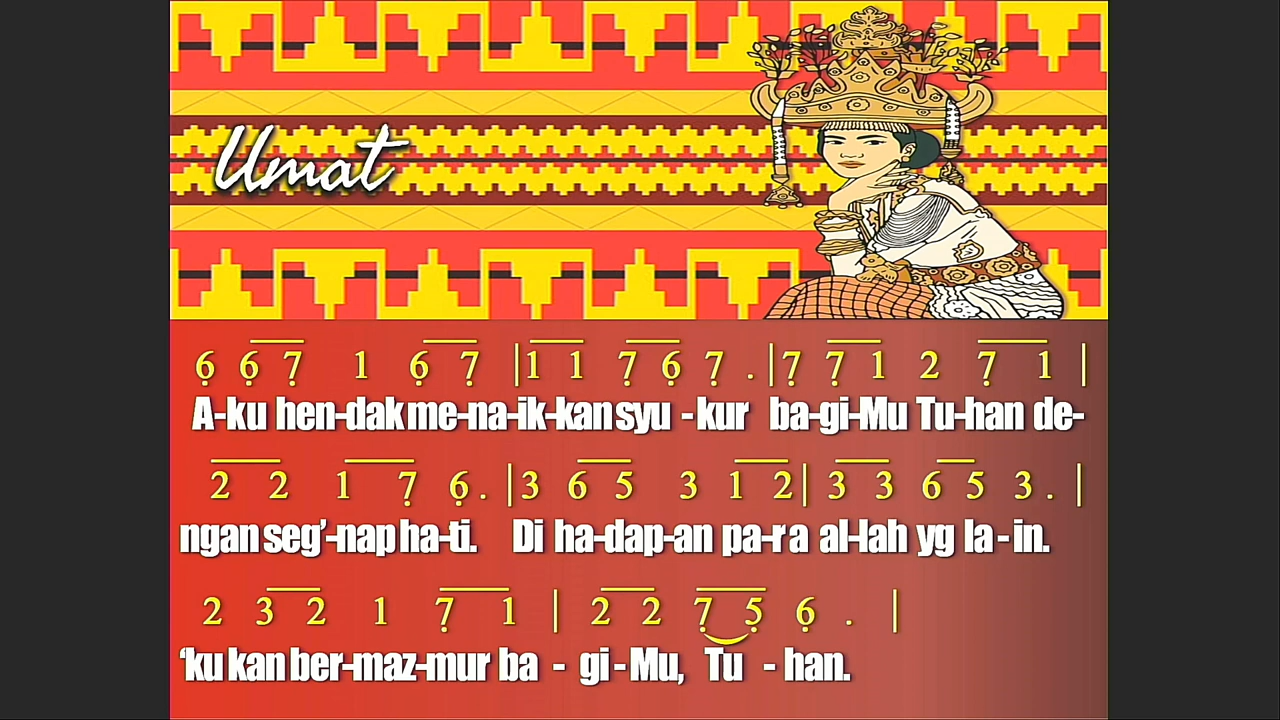 Umat
6̣ 6̣ 7̣ 1 6̣ 7̣ | 1 1 7̣ 6̣ 7̣ . | 7̣ 7̣ 1 2 7̣ 1 |
A-ku hen-dak me-na-ik-kan syu - kur ba-gi-Mu Tu-han de-
2 2 1 7̣ 6̣ . | 3 6 5 3 1 2 | 3 3 6 5 3 . |
ngan seg'-nap ha-ti. Di ha-dap-an pa-ra al-lah yg la-in.
2 3 2 1 7̣ 1 | 2 2 7̣ 5̣ 6̣ . |
'ku kan ber-maz-mur ba - gi-Mu, Tu - han.